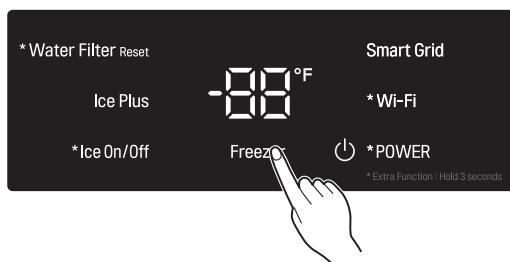 * Water Filter Reset
Ice Plus
*Ice On/Off
-88°F
Freezer
Smart Grid
* Wi-Fi
*POWER
* Extra Function : Hold 3 seconds